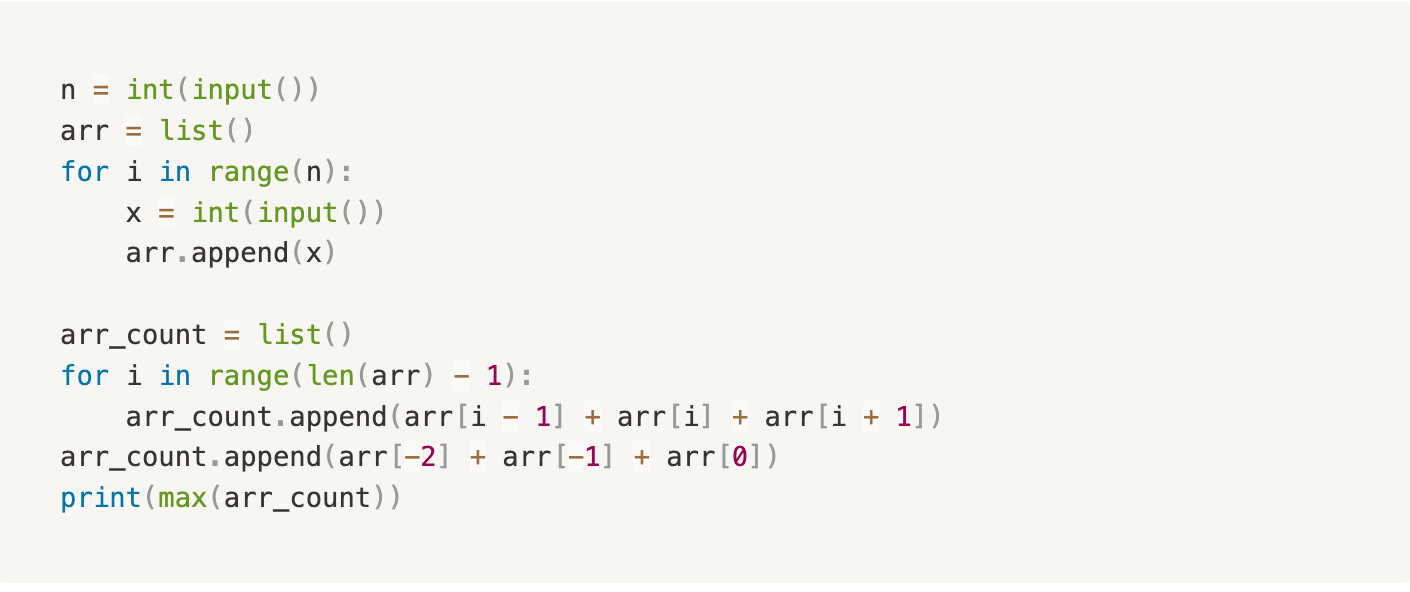 n = int(input())
arr = list()
for i in range(n):
    x = int(input())
    arr.append(x)

arr_count = list()
for i in range(len(arr) - 1):
    arr_count.append(arr[i - 1] + arr[i] + arr[i + 1])
arr_count.append(arr[-2] + arr[-1] + arr[0])
print(max(arr_count))